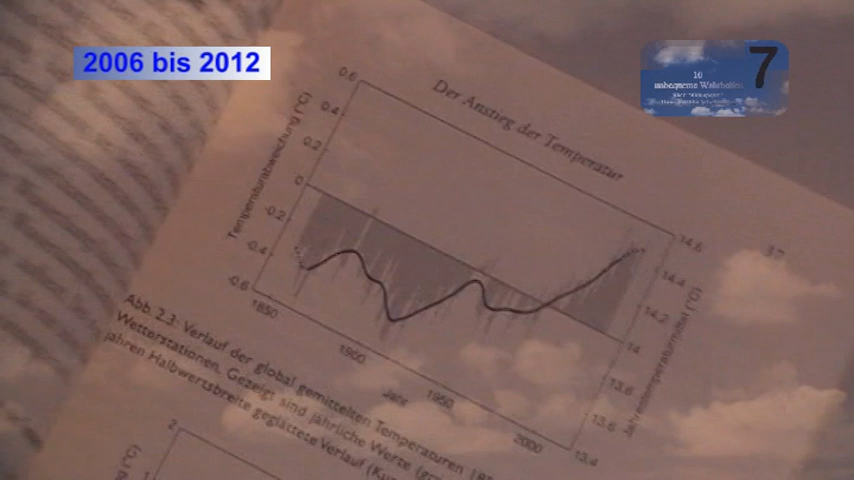 2006 bis 2012
7
10
unbequeme Wahrheiten
Der Anstieg der Temperatur
Temperaturabweichung (°C)
0.6
0.4
0.2
0
-0.2
-0.4
-0.6
14.6
14.4
14.2
14
13.8
13.6
13.4
Jahrestemperaturmittel (°C)
1850
1900
Jahr
1950
2000
37
Abb. 2.3: Verlauf der global gemittelten Temperaturen
Wetterstationen. Gezeigt sind jährliche Werte
jahren Halbwertsbreite geglättete Verlauf
2